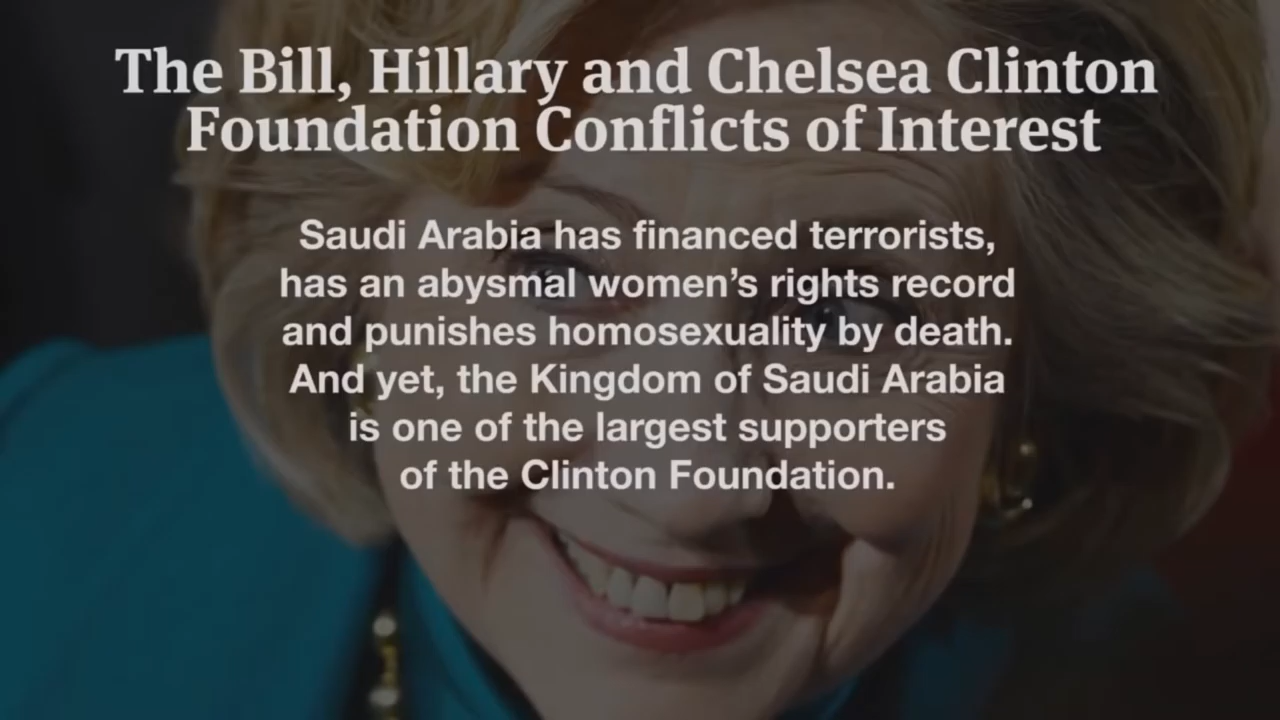 The Bill, Hillary and Chelsea Clinton
Foundation Conflicts of Interest
Saudi Arabia has financed terrorists,
has an abysmal women’s rights record
and punishes homosexuality by death.
And yet, the Kingdom of Saudi Arabia
is one of the largest supporters
of the Clinton Foundation.